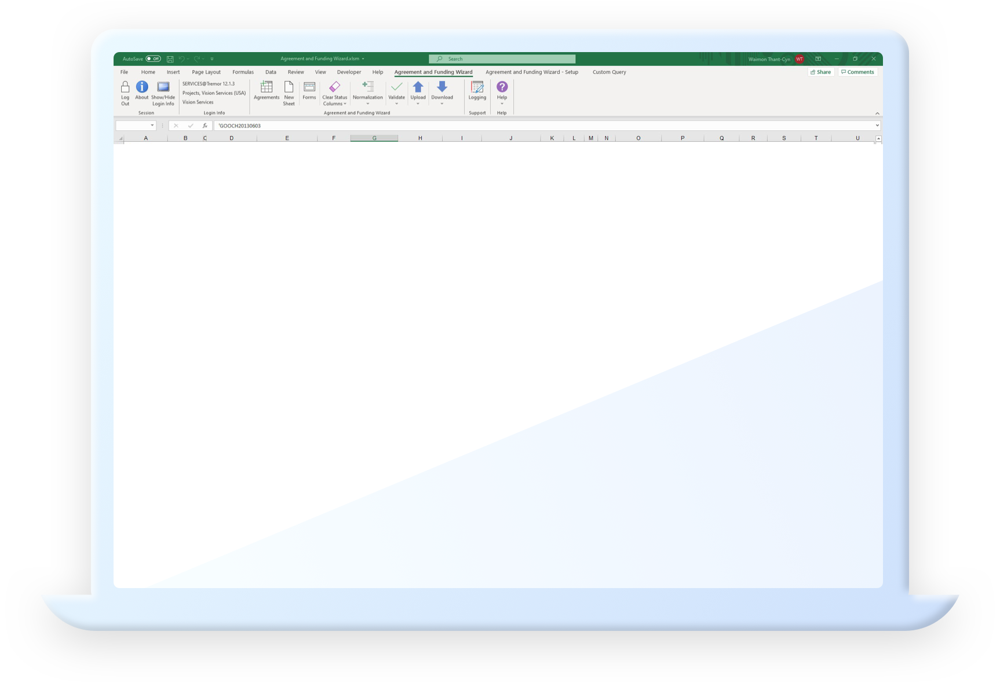 AutoSave Off Agreement and Funding Wizard.xlsm Search Waimon Thant-Cyn WT
File Home Insert Page Layout Formulas Data Review View Developer Help Agreement and Funding Wizard Agreement and Funding Wizard - Setup Custom Query Share Comments
SERVICES@Tremor 12.1.3
Projects, Vision Services (USA)
Vision Services
Log Out About Show/Hide Login Info Agreements New Sheet Forms Clear Status Columns Normalization Validate Upload Download Logging Help
Session Login Info Agreement and Funding Wizard Support Help
fx 'GOOCH20130603
A B C D E F G H I J K L M N O P Q R S T U